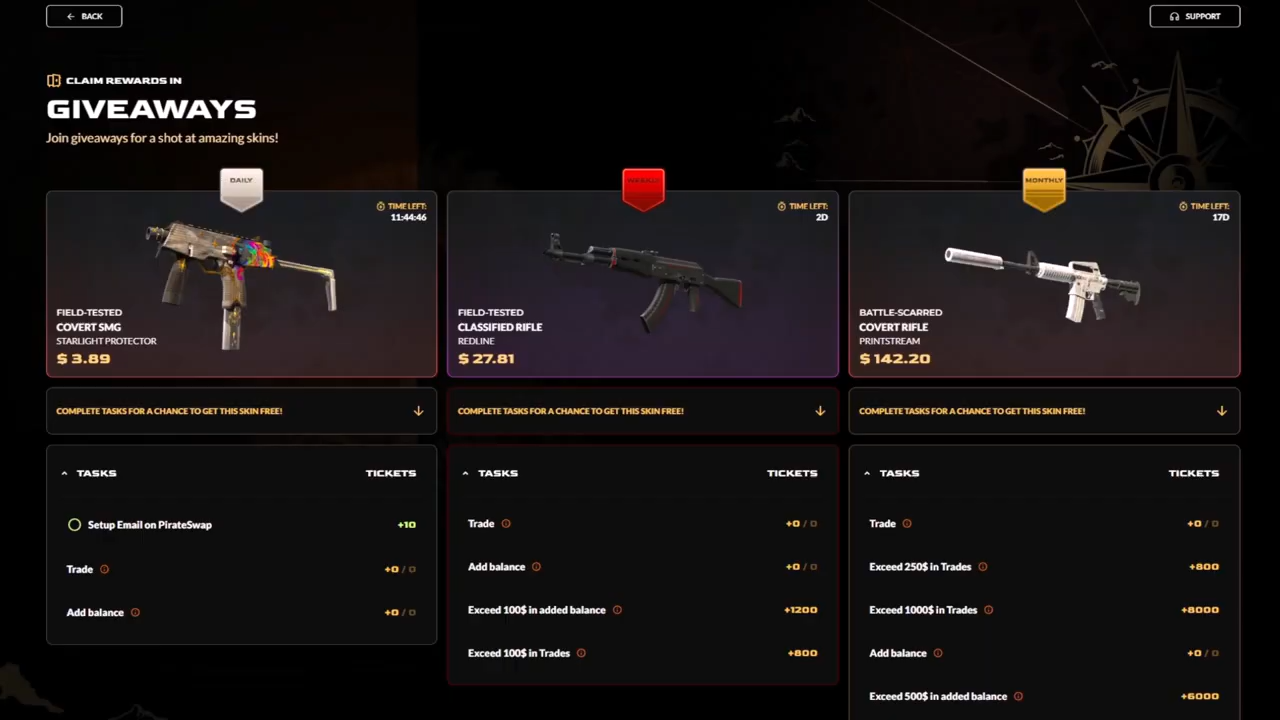 BACK
SUPPORT
CLAIM REWARDS IN
GIVEAWAYS
Join giveaways for a shot at amazing skins!
DAILY
TIME LEFT:
11:44:46
FIELD-TESTED
COVERT SMG
STARLIGHT PROTECTOR
$ 3.89
COMPLETE TASKS FOR A CHANCE TO GET THIS SKIN FREE!
TASKS
TICKETS
Setup Email on PirateSwap
+10
Trade
+0 / 0
Add balance
+0 / 0
WEEKLY
TIME LEFT:
2D
FIELD-TESTED
CLASSIFIED RIFLE
REDLINE
$ 27.81
COMPLETE TASKS FOR A CHANCE TO GET THIS SKIN FREE!
TASKS
TICKETS
Trade
+0 / 0
Add balance
+0 / 0
Exceed 100$ in added balance
+1200
Exceed 100$ in Trades
+800
MONTHLY
TIME LEFT:
17D
BATTLE-SCARRED
COVERT RIFLE
PRINTSTREAM
$ 142.20
COMPLETE TASKS FOR A CHANCE TO GET THIS SKIN FREE!
TASKS
TICKETS
Trade
+0 / 0
Exceed 250$ in Trades
+800
Exceed 1000$ in Trades
+8000
Add balance
+0 / 0
Exceed 500$ in added balance
+6000